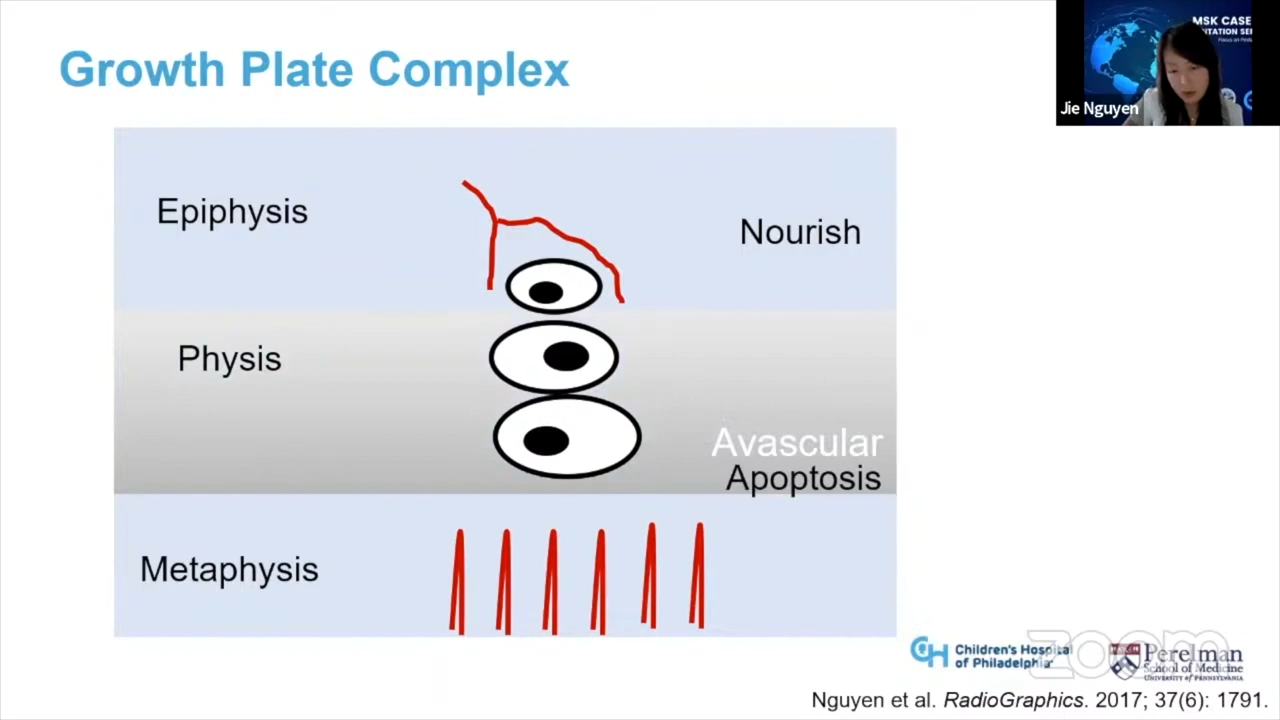 Growth Plate Complex
MSK CASE
Jie Nguyen
Epiphysis
Nourish
Physis
Avascular
Apoptosis
Metaphysis
Children's Hospital
of Philadelphia
zoom
Perelman
School of Medicine
University of Pennsylvania
Nguyen et al. RadioGraphics. 2017; 37(6): 1791.